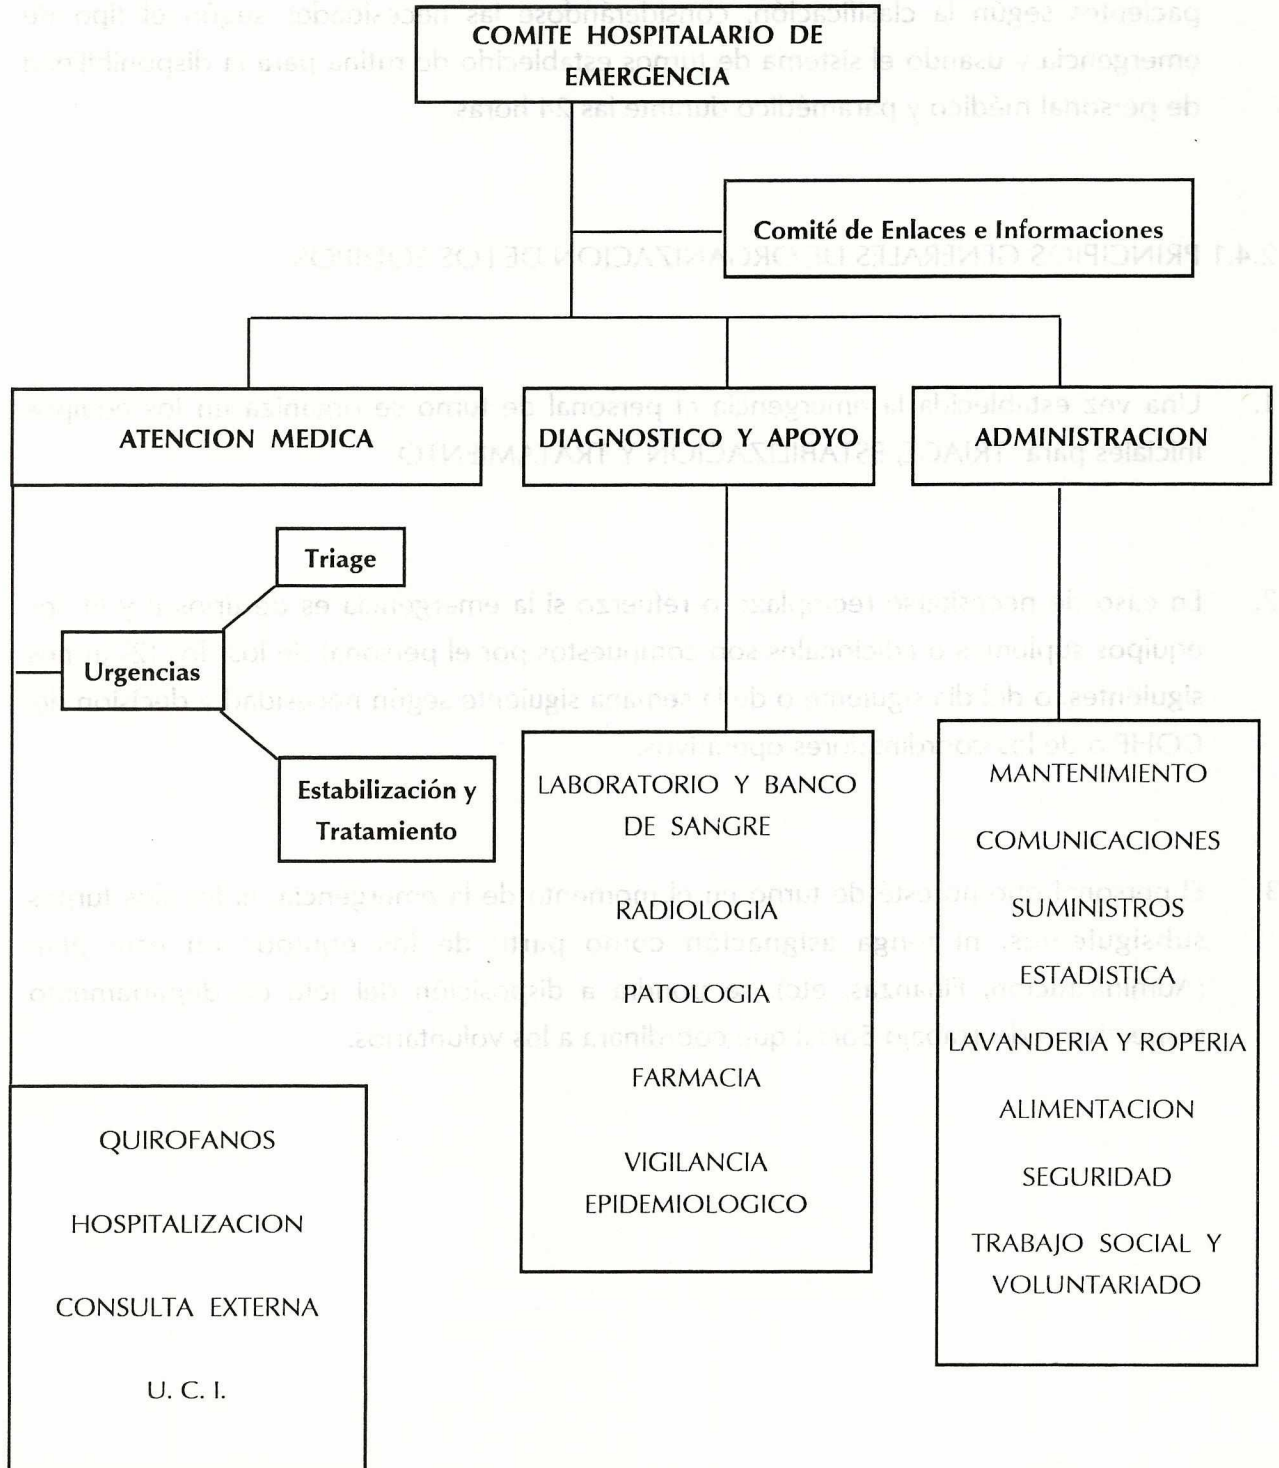 COMITE HOSPITALARIO DE
EMERGENCIA
Comité de Enlaces e Informaciones
ATENCION MEDICA
DIAGNOSTICO Y APOYO
ADMINISTRACION
Triage
Urgencias
Estabilización y
Tratamiento
QUIROFANOS
HOSPITALIZACION
CONSULTA EXTERNA
U. C. I.
LABORATORIO Y BANCO
DE SANGRE
RADIOLOGIA
PATOLOGIA
FARMACIA
VIGILANCIA
EPIDEMIOLOGICO
MANTENIMIENTO
COMUNICACIONES
SUMINISTROS
ESTADISTICA
LAVANDERIA Y ROPERIA
ALIMENTACION
SEGURIDAD
TRABAJO SOCIAL Y
VOLUNTARIADO